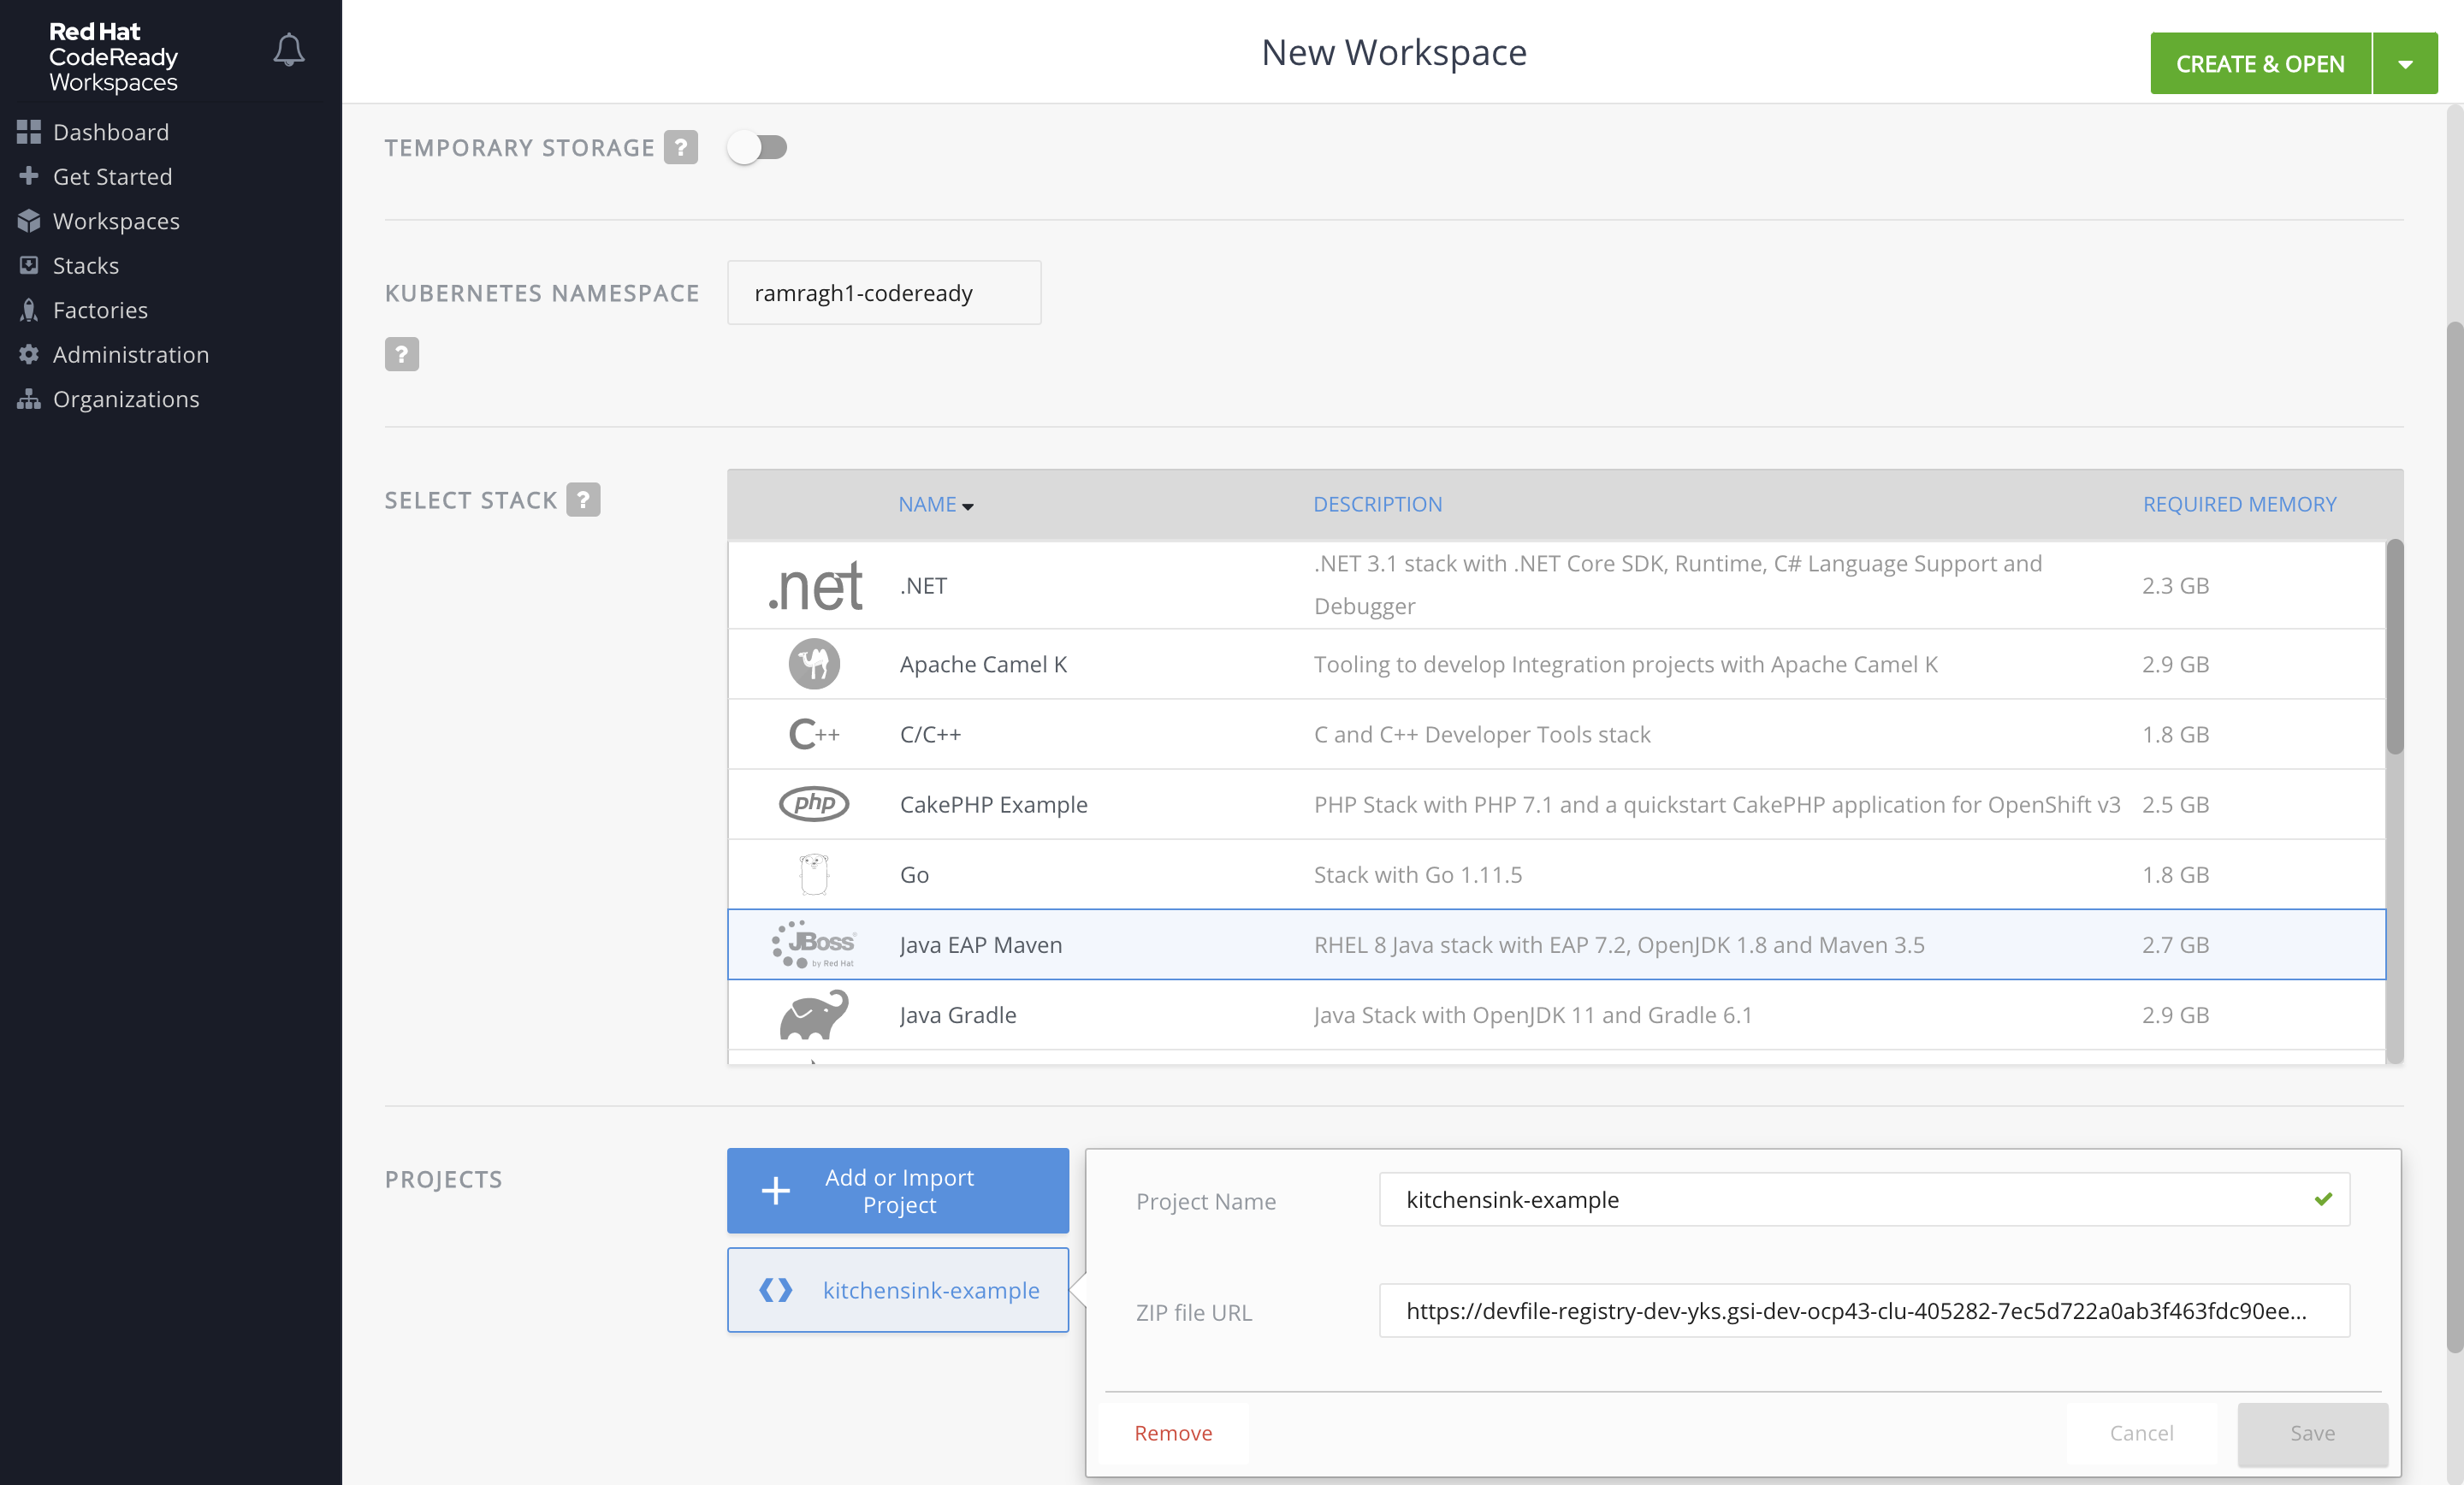 Red Hat
CodeReady
Workspaces
Dashboard
Get Started
Workspaces
Stacks
Factories
Administration
Organizations
New Workspace
CREATE & OPEN
TEMPORARY STORAGE ?
KUBERNETES NAMESPACE
?
ramragh1-codeready
SELECT STACK ?
NAME DESCRIPTION REQUIRED MEMORY
.net .NET .NET 3.1 stack with .NET Core SDK, Runtime, C# Language Support and
Debugger 2.3 GB
Apache Camel K Tooling to develop Integration projects with Apache Camel K 2.9 GB
C++ C/C++ C and C++ Developer Tools stack 1.8 GB
php CakePHP Example PHP Stack with PHP 7.1 and a quickstart CakePHP application for OpenShift v3 2.5 GB
Go Stack with Go 1.11.5 1.8 GB
JBoss by Red Hat Java EAP Maven RHEL 8 Java stack with EAP 7.2, OpenJDK 1.8 and Maven 3.5 2.7 GB
Java Gradle Java Stack with OpenJDK 11 and Gradle 6.1 2.9 GB
PROJECTS
Add or Import
Project
kitchensink-example
Project Name kitchensink-example
ZIP file URL https://devfile-registry-dev-yks.gsi-dev-ocp43-clu-405282-7ec5d722a0ab3f463fdc90ee...
Remove Cancel Save